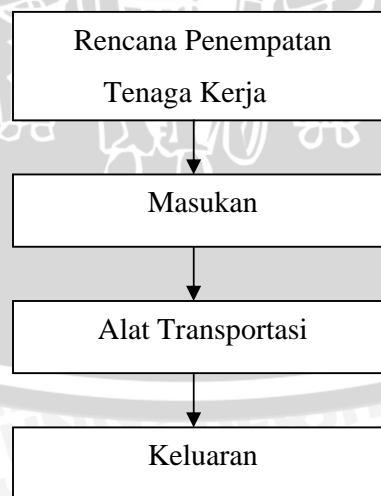 Rencana Penempatan
Tenaga Kerja
Masukan
Alat Transportasi
Keluaran